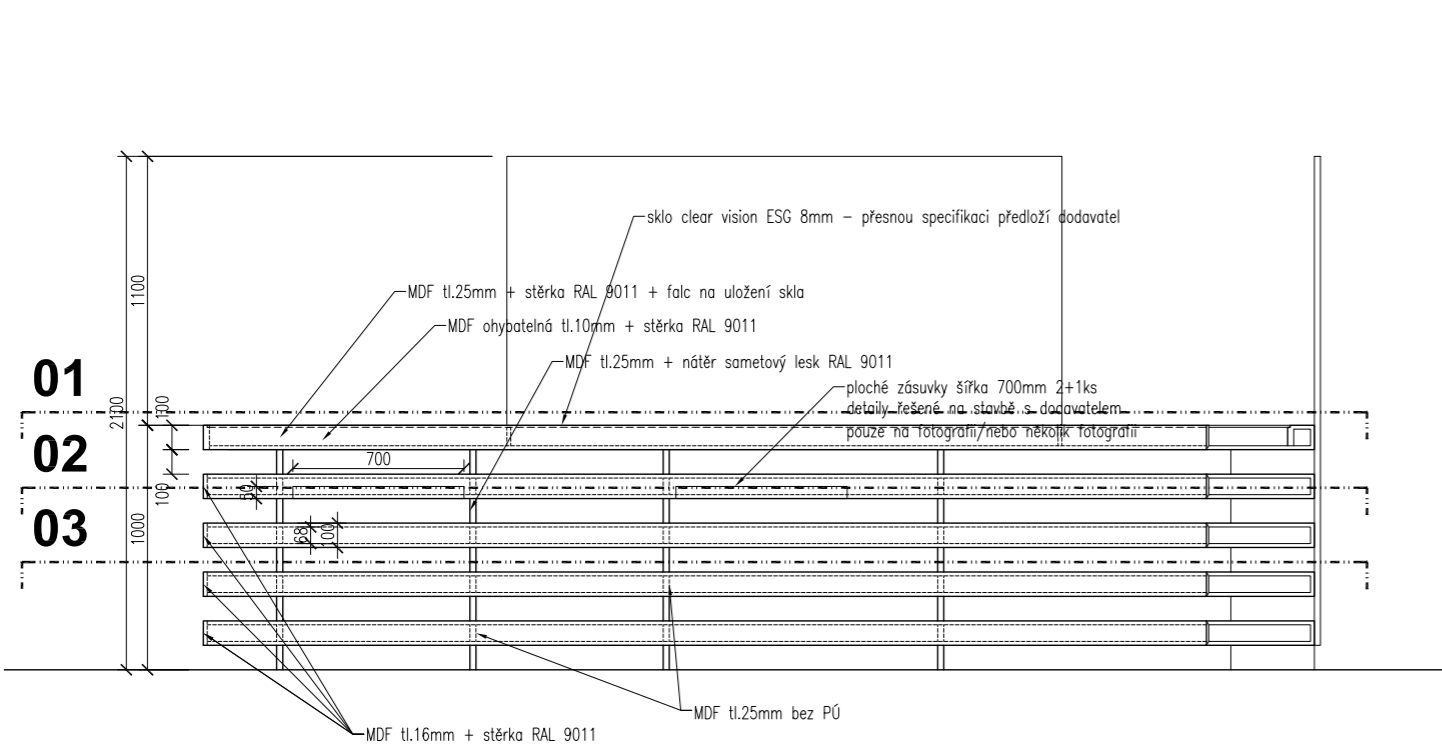 sklo clear vision ESG 8mm – přesnou specifikaci předloží dodavatel
1100
MDF tl.25mm + stěrka RAL 9011 + falc na uložení skla
MDF ohybatelná tl.10mm + stěrka RAL 9011
MDF tl.25mm + nátěr sametový lesk RAL 9011
01
ploché zásuvky šířka 700mm 2+1ks
detaily řešené na stavbě s dodavatelem
pouze na fotografii/nebo několik fotografií
2100
100
02
700
100
50
03
1000
68
100
MDF tl.25mm bez PÚ
MDF tl.16mm + stěrka RAL 9011